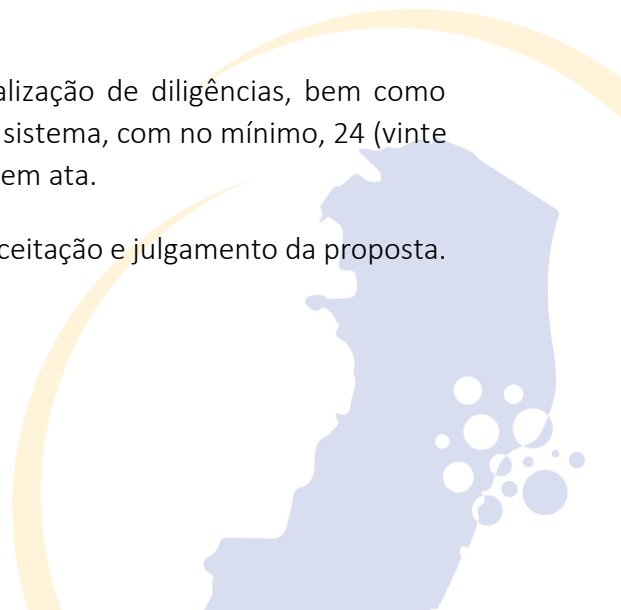 alização de diligências, bem como
sistema, com no mínimo, 24 (vinte
em ata.
ceitação e julgamento da proposta.